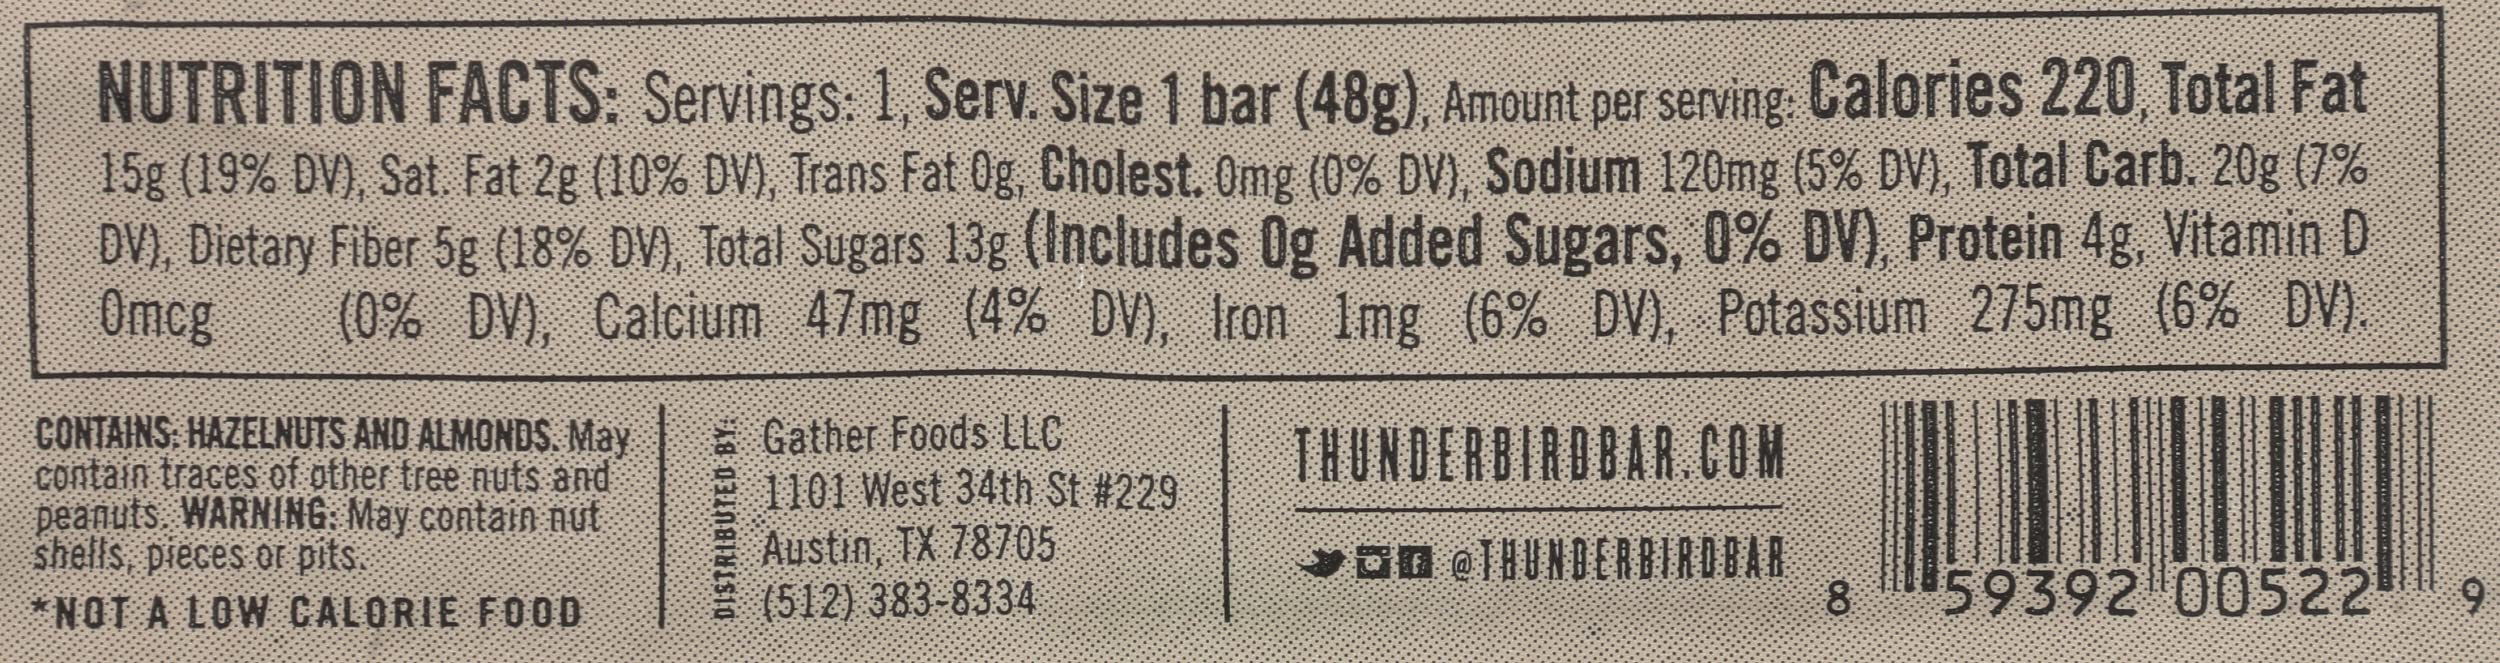 NUTRITION FACTS: Servings: 1, Serv. Size 1 bar (48g), Amount per serving: Calories 220, Total Fat
15g (19% DV), Sat. Fat 2g (10% DV), Trans Fat 0g, Cholest. 0mg (0% DV), Sodium 120mg (5% DV), Total Carb. 20g (7%
DV), Dietary Fiber 5g (18% DV), Total Sugars 13g (Includes 0g Added Sugars, 0% DV), Protein 4g, Vitamin D
0mcg (0% DV), Calcium 47mg (4% DV), Iron 1mg (6% DV), Potassium 275mg (6% DV).
CONTAINS: HAZELNUTS AND ALMONDS. May
contain traces of other tree nuts and
peanuts. WARNING: May contain nut
shells, pieces or pits.
*NOT A LOW CALORIE FOOD
DISTRIBUTED BY:
Gather Foods LLC
1101 West 34th St #229
Austin, TX 78705
(512) 383-8334
THUNDERBIRDBAR.COM
@THUNDERBIRDBAR
8 59392 00522 9